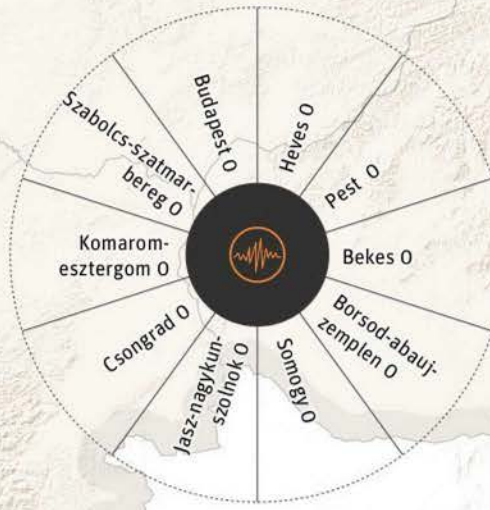 Budapest 0
Heves 0
Pest 0
Bekes 0
Borsod-abauj-
zemplen 0
Somogy 0
Jasz-nagykun-
szolnok 0
Csongrad 0
Komarom-
esztergom 0
Szabolcs-szatmar-
bereg 0